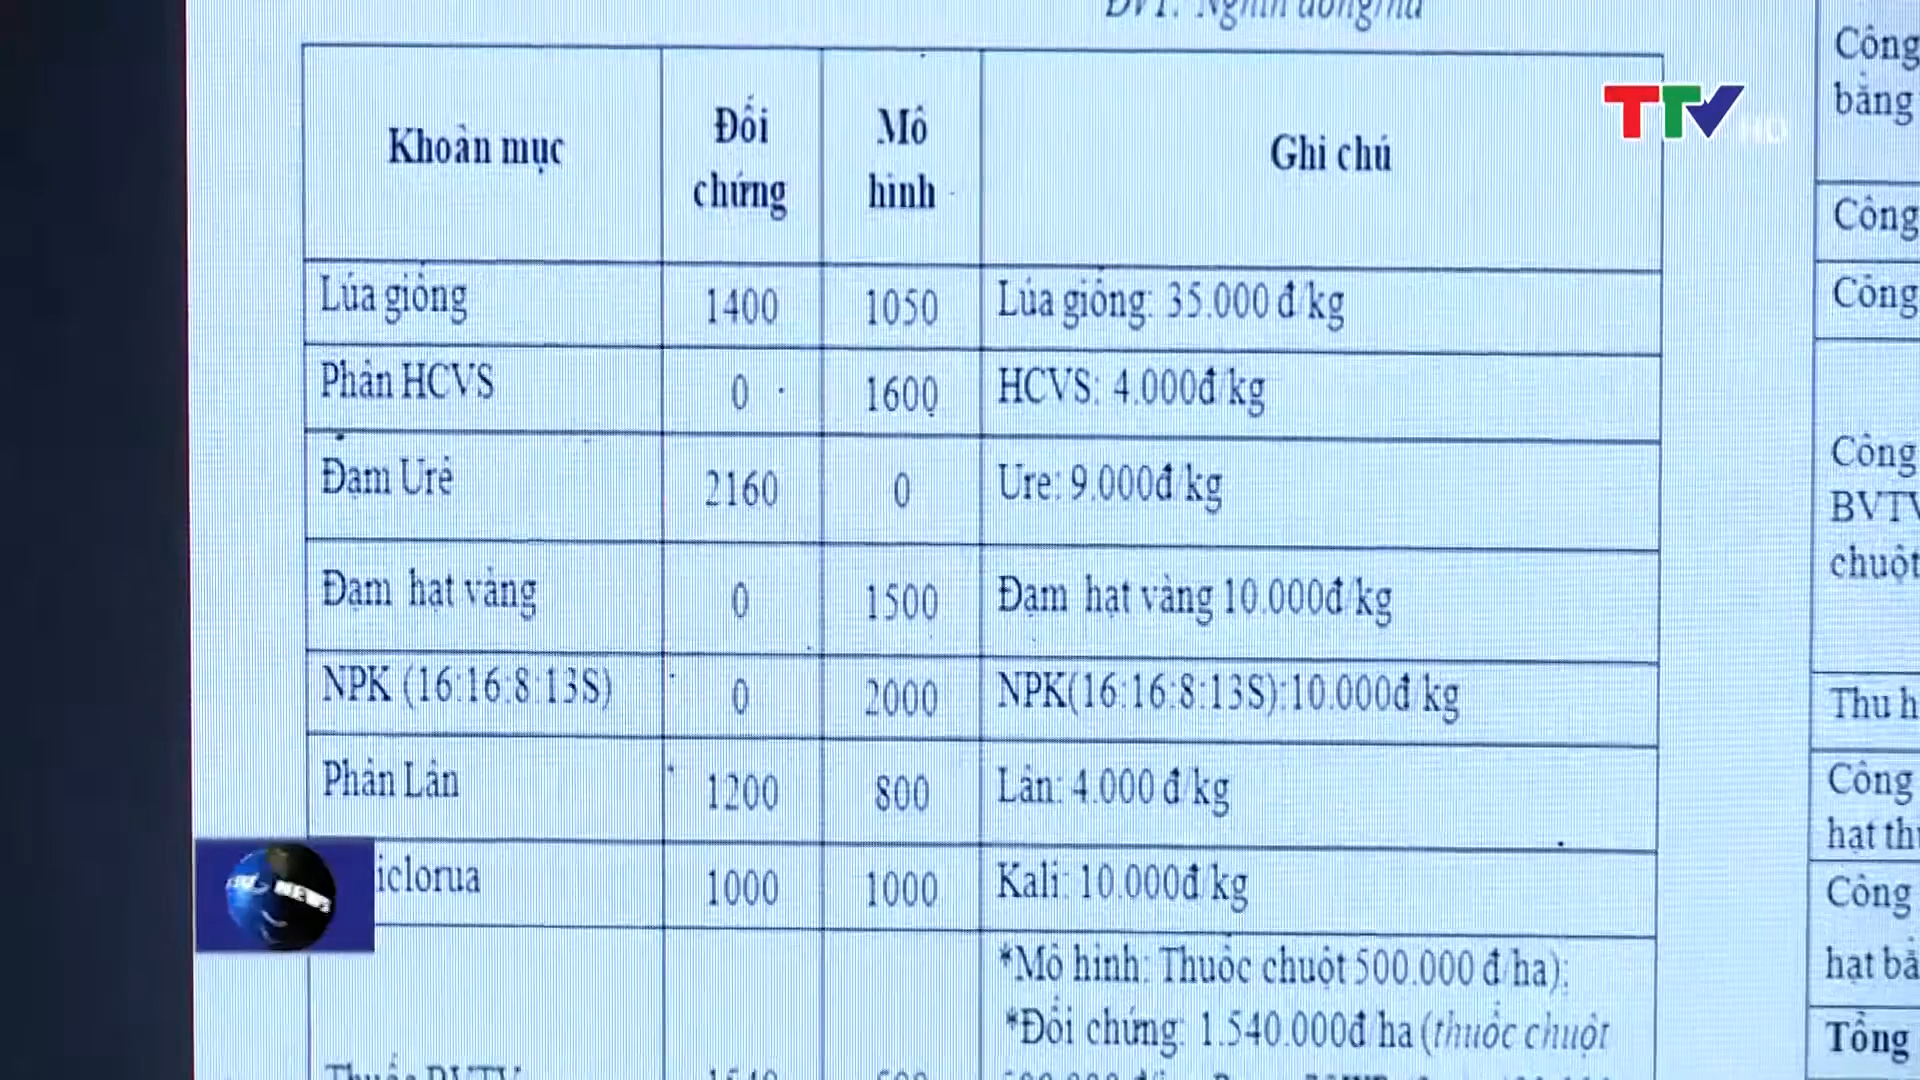 ĐVT: Nghìn đồng/ha
Khoản mục
Đối chứng
Mô hình
Ghi chú
Lúa giống 1400 1050 Lúa giống: 35.000 đ/kg
Phân HCVS 0 1600 HCVS: 4.000đ/kg
Đạm Urê 2160 0 Ure: 9.000đ/kg
Đạm hạt vàng 0 1500 Đạm hạt vàng 10.000đ/kg
NPK (16:16:8:13S) 0 2000 NPK(16:16:8:13S):10.000đ/kg
Phân Lân 1200 800 Lân: 4.000 đ/kg
iclorua 1000 1000 Kali: 10.000đ/kg
*Mô hình: Thuốc chuột 500.000 đ/ha);
*Đối chứng: 1.540.000đ/ha (thuốc chuột
Thuốc BVTV
Công
bằng
Công
Công
Công
BVTV
chuột
Thu h
Công
hạt th
Công
hạt bằ
Tổng
TTV HD
NEWS